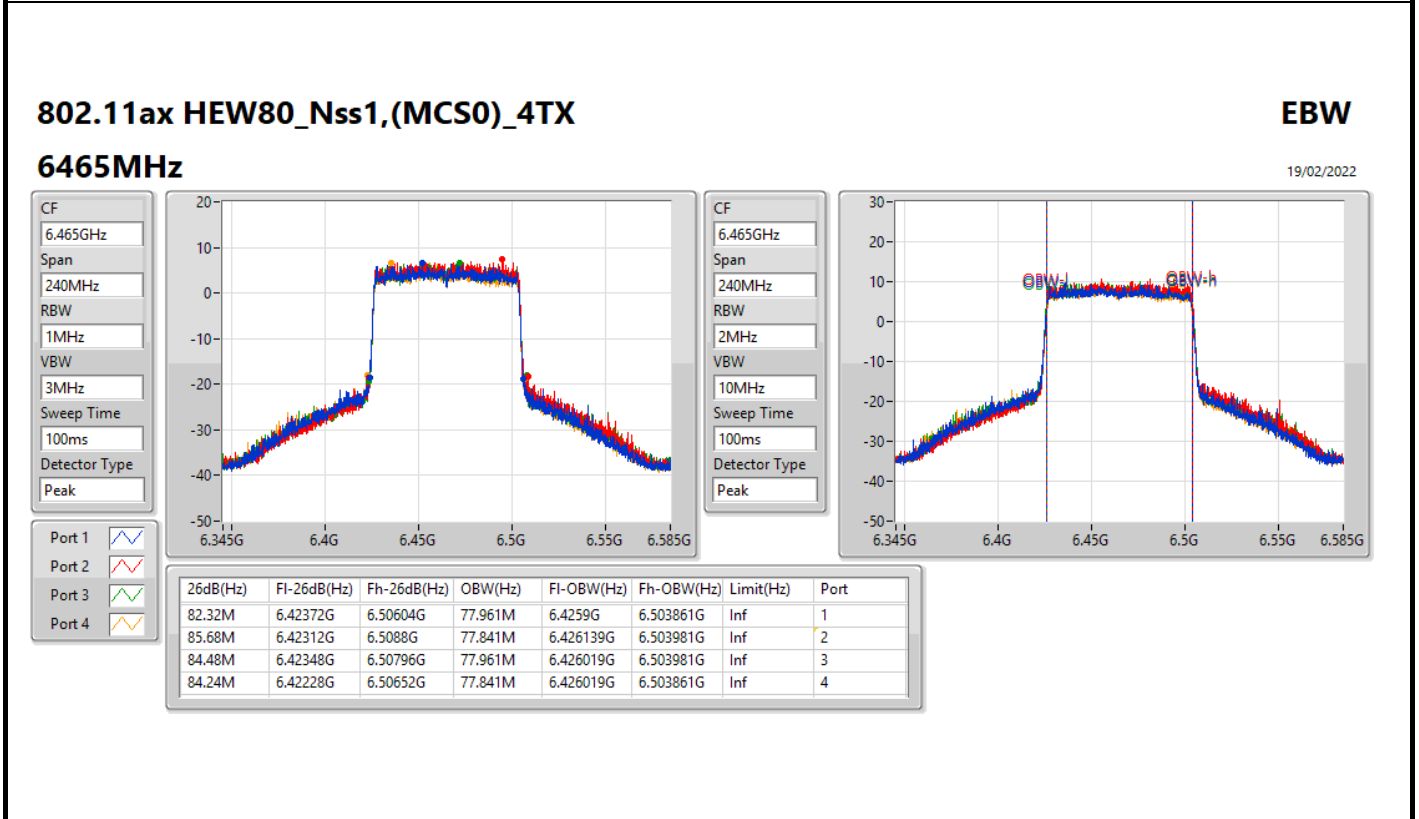 802.11ax HEW80_Nss1,(MCS0)_4TX
EBW
6465MHz
19/02/2022
CF
6.465GHz
Span
240MHz
RBW
1MHz
VBW
3MHz
Sweep Time
100ms
Detector Type
Peak
20
10
0
-10
-20
-30
-40
-50
6.345G 6.4G 6.45G 6.5G 6.55G 6.585G
CF
6.465GHz
Span
240MHz
RBW
2MHz
VBW
10MHz
Sweep Time
100ms
Detector Type
Peak
30
20
10
0
-10
-20
-30
-40
-50
OBW-l OBW-h
6.345G 6.4G 6.45G 6.5G 6.55G 6.585G
Port 1
Port 2
Port 3
Port 4
26dB(Hz) Fl-26dB(Hz) Fh-26dB(Hz) OBW(Hz) Fl-OBW(Hz) Fh-OBW(Hz) Limit(Hz) Port
82.32M 6.42372G 6.50604G 77.961M 6.4259G 6.503861G Inf 1
85.68M 6.42312G 6.5088G 77.841M 6.426139G 6.503981G Inf 2
84.48M 6.42348G 6.50796G 77.961M 6.426019G 6.503981G Inf 3
84.24M 6.42228G 6.50652G 77.841M 6.426019G 6.503861G Inf 4